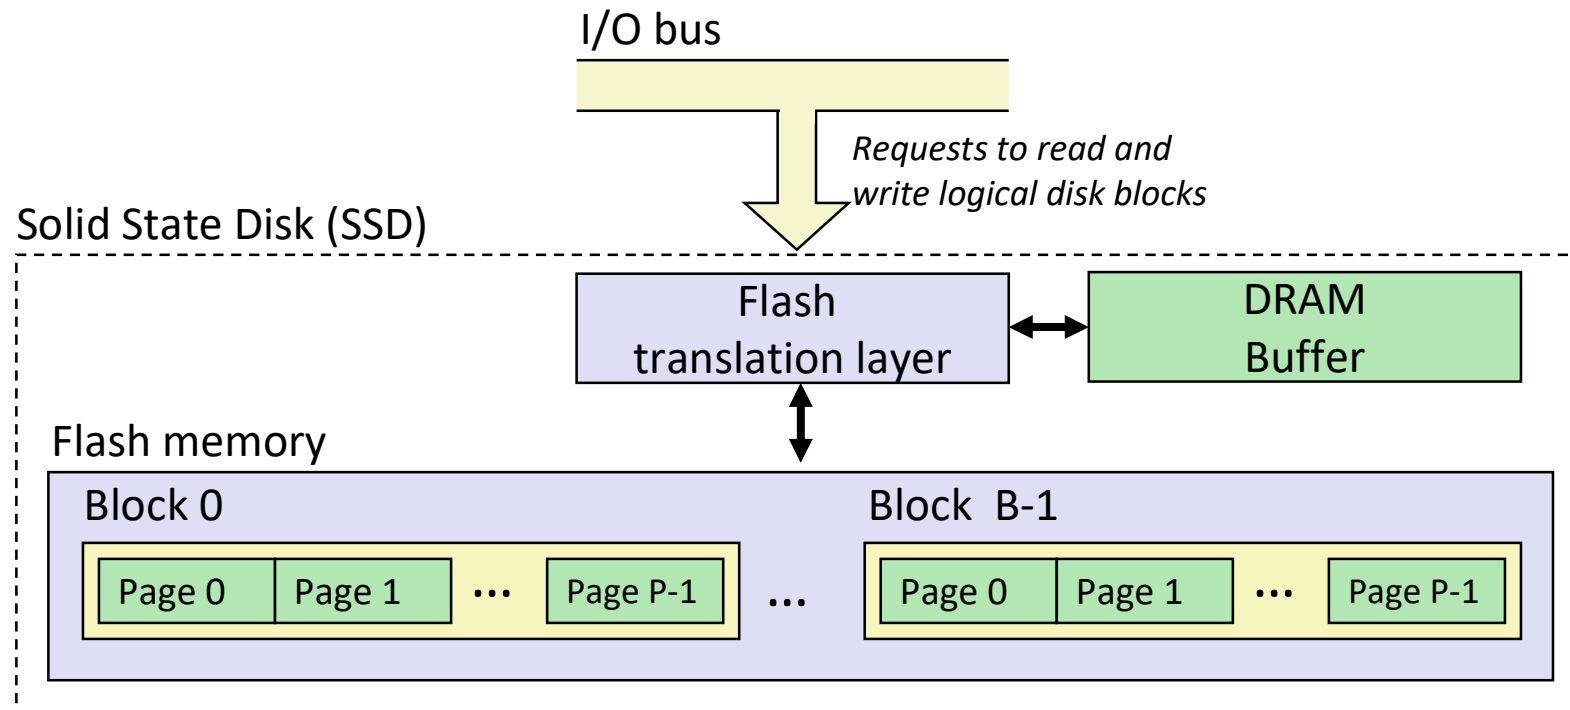 I/O bus
Requests to read and
write logical disk blocks
Solid State Disk (SSD)
Flash
translation layer
DRAM
Buffer
Flash memory
Block 0
Block B-1
Page 0
Page 1
...
Page P-1
...
Page 0
Page 1
...
Page P-1